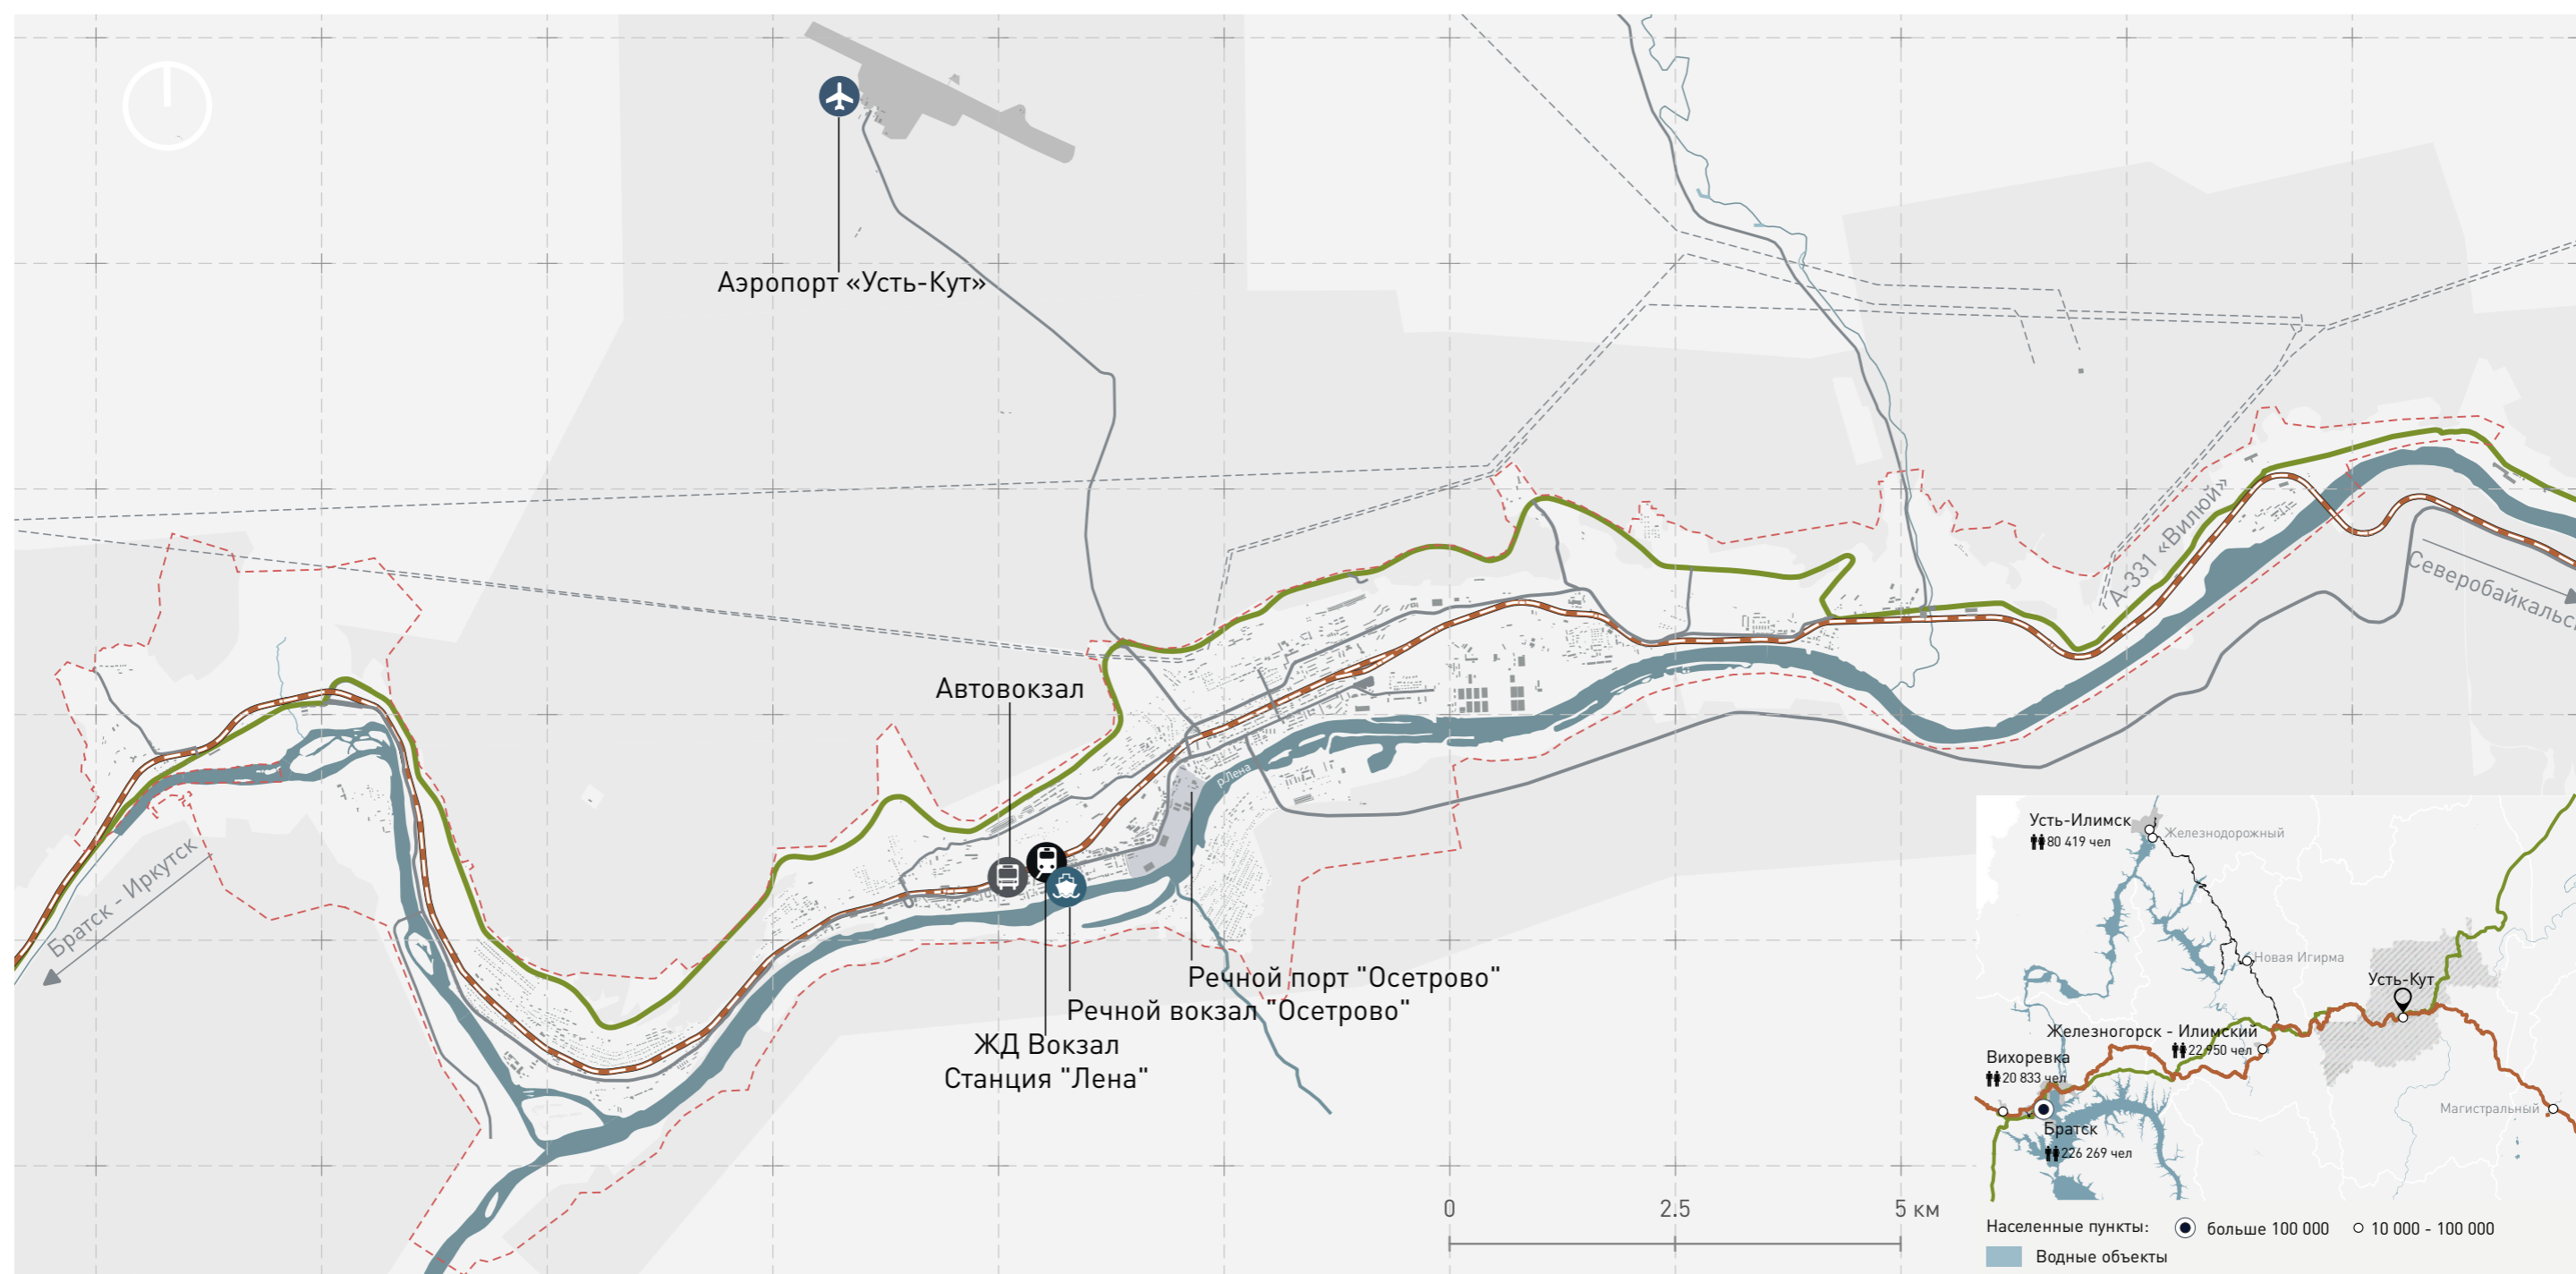 Аэропорт «Усть-Кут»
А-331 «Вилюй»
Автовокзал
р.Лена
Братск - Иркутск
Речной порт "Осетрово"
Речной вокзал "Осетрово"
ЖД Вокзал
Станция "Лена"
0
2.5
5 км
Усть-Илимск
80 419 чел
Железнодорожный
Новая Игирма
Усть-Кут
Железногорск - Илимский
22 950 чел
Вихоревка
20 833 чел
Магистральный
Братск
226 269 чел
Населенные пункты:
больше 100 000
10 000 - 100 000
Водные объекты